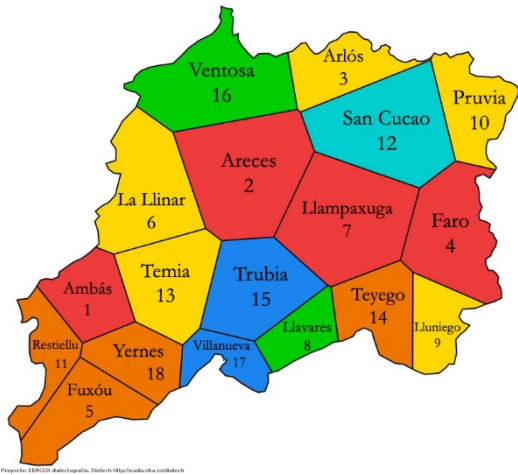 Arlós
3
Ventosa
16
Pruvia
10
San Cucao
12
Areces
2
La Llinar
6
Llampaxuga
7
Faro
4
Temia
13
Trubia
15
Ambás
1
Teyego
14
Llavares
8
Lluniego
9
Restiellu
11
Yernes
18
Villanueva
17
Fuxóu
5